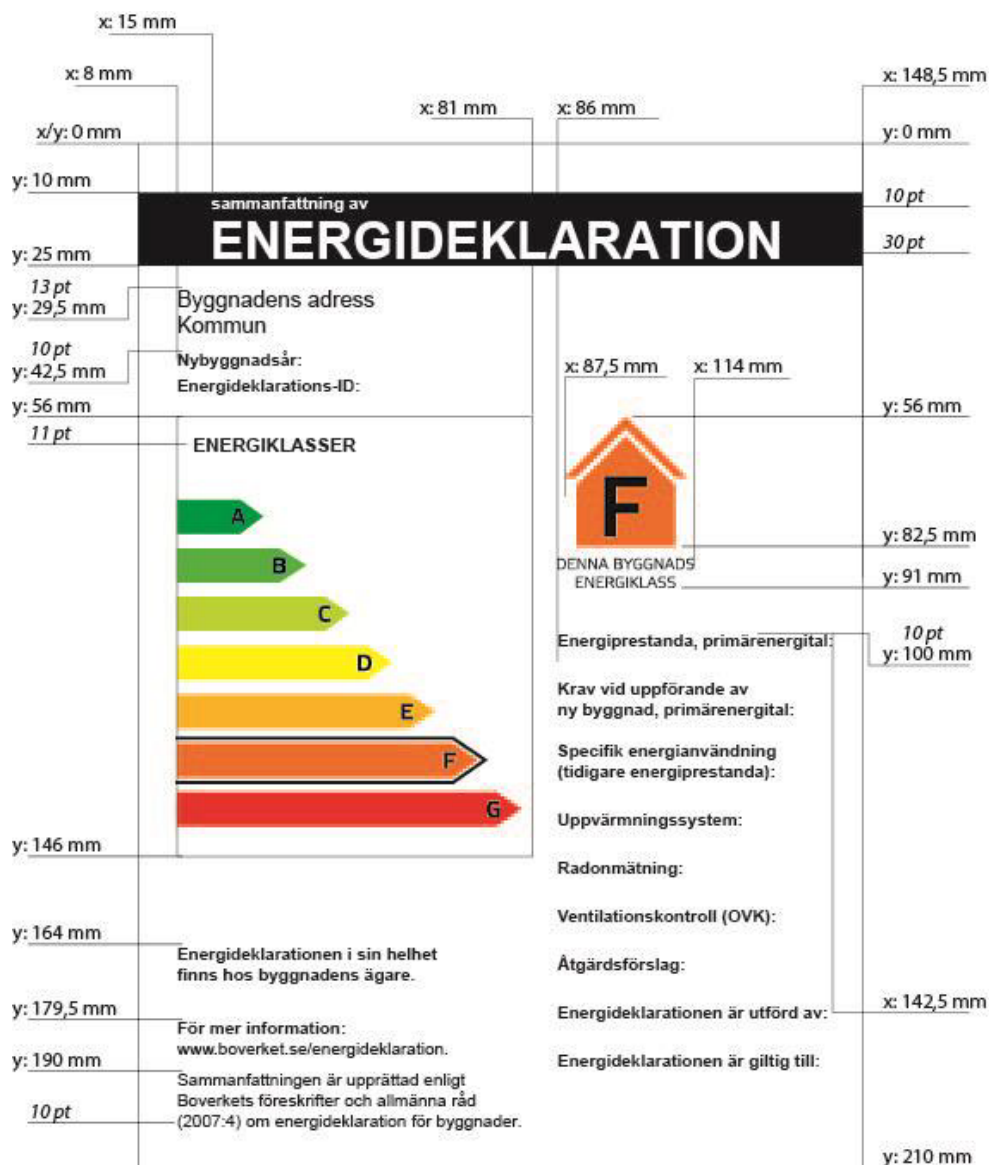 x: 15 mm
x: 8 mm
x: 148,5 mm
x: 81 mm
x: 86 mm
x/y: 0 mm
y: 0 mm
y: 10 mm
10 pt
sammanfattning av
ENERGIDEKLARATION
30 pt
y: 25 mm
13 pt
y: 29,5 mm
Byggnadens adress
Kommun
10 pt
y: 42,5 mm
Nybyggnadsår:
Energideklarations-ID:
x: 87,5 mm
x: 114 mm
y: 56 mm
y: 56 mm
11 pt
ENERGIKLASSER
A
B
C
D
E
F
G
F
y: 82,5 mm
DENNA BYGGNADS
ENERGIKLASS
y: 91 mm
Energiprestanda, primärenergital:
10 pt
y: 100 mm
Krav vid uppförande av
ny byggnad, primärenergital:
Specifik energianvändning
(tidigare energiprestanda):
Uppvärmningssystem:
y: 146 mm
Radonmätning:
Ventilationskontroll (OVK):
Åtgärdsförslag:
x: 142,5 mm
Energideklarationen är utförd av:
Energideklarationen är giltig till:
y: 164 mm
Energideklarationen i sin helhet
finns hos byggnadens ägare.
y: 179,5 mm
För mer information:
www.boverket.se/energideklaration.
y: 190 mm
Sammanfattningen är upprättad enligt
Boverkets föreskrifter och allmänna råd
(2007:4) om energideklaration för byggnader.
10 pt
y: 210 mm